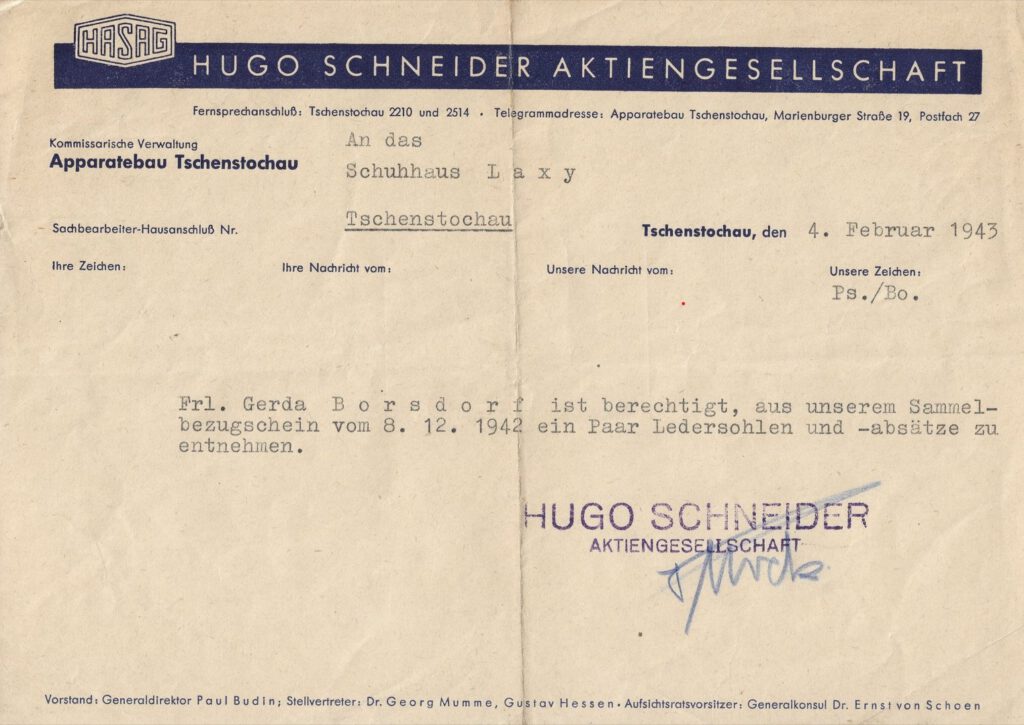 HASAG
HUGO SCHNEIDER AKTIENGESELLSCHAFT
Fernsprechanschluß: Tschenstochau 2210 und 2514 • Telegrammadresse: Apparatebau Tschenstochau, Marienburger Straße 19, Postfach 27
Kommissarische Verwaltung
Apparatebau Tschenstochau
An das
Schuhhaus L a x y
Tschenstochau
Sachbearbeiter-Hausanschluß Nr.
Tschenstochau, den 4. Februar 1943
Ihre Zeichen:
Ihre Nachricht vom:
Unsere Nachricht vom:
Unsere Zeichen:
Ps./Bo.
Frl. Gerda B o r s d o r f ist berechtigt, aus unserem Sammel-
bezugschein vom 8. 12. 1942 ein Paar Ledersohlen und -absätze zu
entnehmen.
HUGO SCHNEIDER
AKTIENGESELLSCHAFT
Vorstand: Generaldirektor Paul Budin; Stellvertreter: Dr. Georg Mumme, Gustav Hessen • Aufsichtsratsvorsitzer: Generalkonsul Dr. Ernst von Schoen